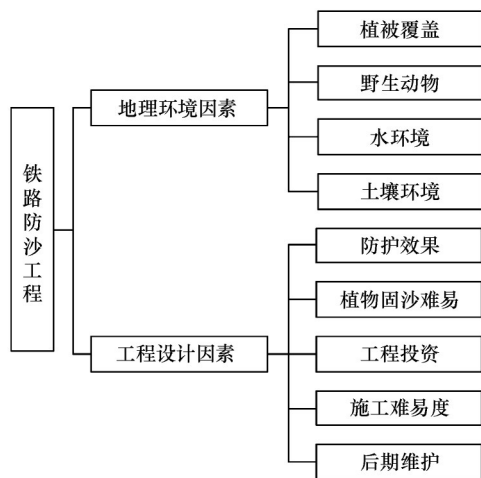 铁路防沙工程
地理环境因素
植被覆盖
野生动物
水环境
土壤环境
工程设计因素
防护效果
植物固沙难易
工程投资
施工难易度
后期维护